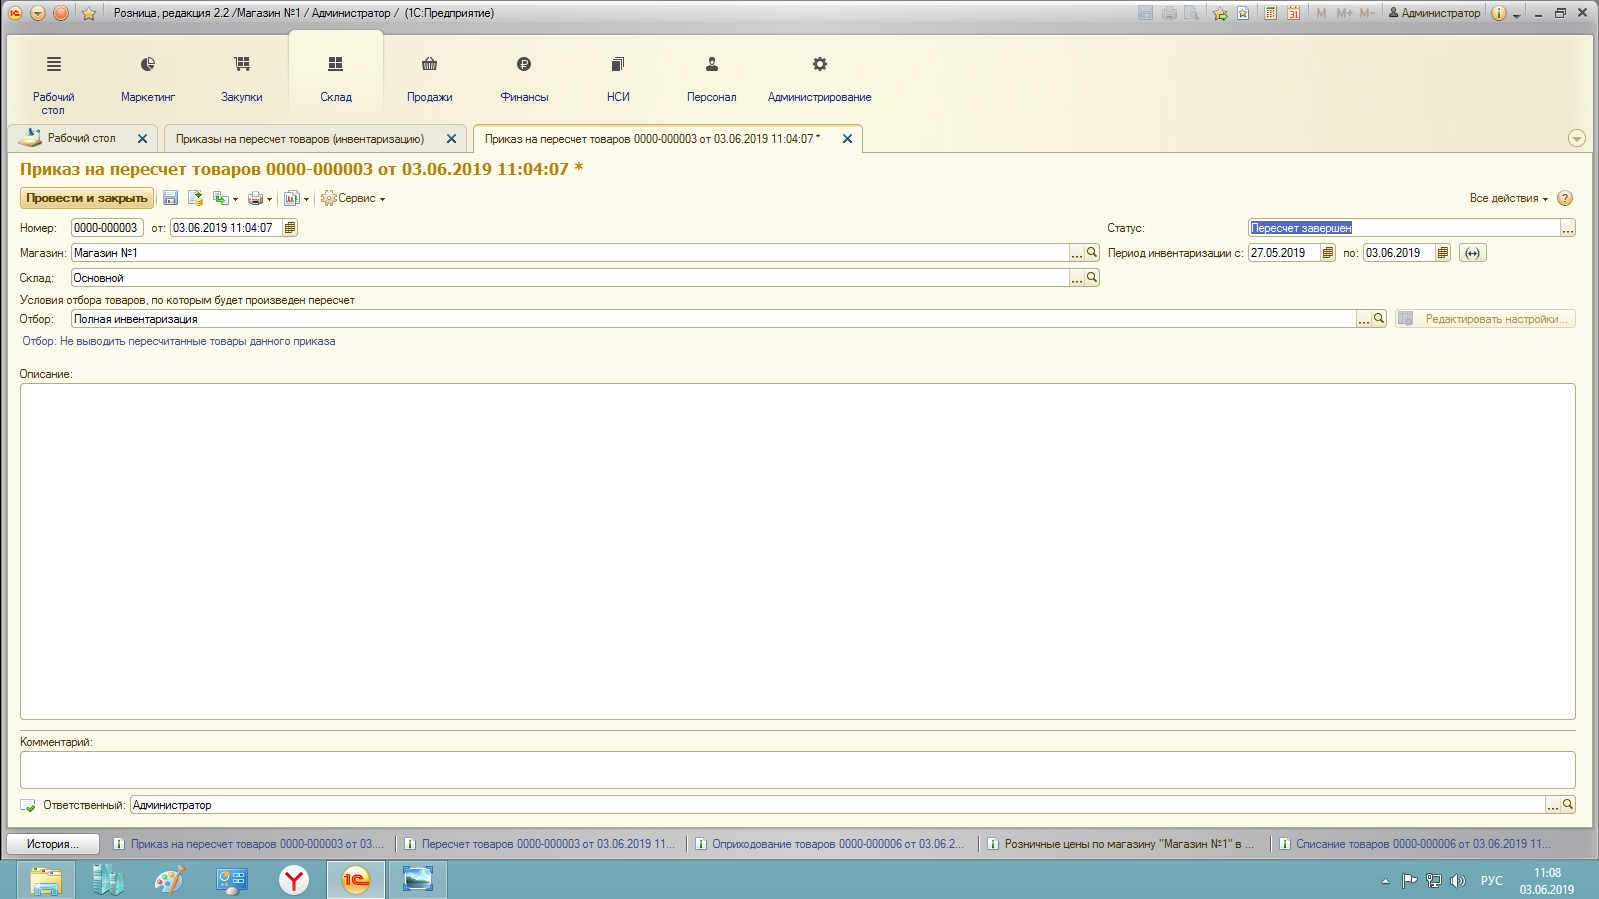 Розница, редакция 2.2 /Магазин №1 / Администратор / (1С:Предприятие)
M M+ M- Администратор
Рабочий стол
Маркетинг
Закупки
Склад
Продажи
Финансы
НСИ
Персонал
Администрирование
Рабочий стол
Приказы на пересчет товаров (инвентаризацию)
Приказ на пересчет товаров 0000-000003 от 03.06.2019 11:04:07 *
Приказ на пересчет товаров 0000-000003 от 03.06.2019 11:04:07 *
Провести и закрыть
Сервис
Все действия
?
Номер: 0000-000003 от: 03.06.2019 11:04:07
Статус: Пересчет завершен ...
Магазин: Магазин №1 ...
Период инвентаризации с: 27.05.2019 по: 03.06.2019
Склад: Основной ...
Условия отбора товаров, по которым будет произведен пересчет
Отбор: Полная инвентаризация ...
Редактировать настройки...
Отбор: Не выводить пересчитанные товары данного приказа
Описание:
Комментарий:
Ответственный: Администратор ...
История...
Приказ на пересчет товаров 0000-000003 от 03....
Пересчет товаров 0000-000003 от 03.06.2019 11...
Оприходование товаров 0000-000006 от 03.06.2...
Розничные цены по магазину "Магазин №1" в ...
Списание товаров 0000-000006 от 03.06.2019 11...
РУС
11:08
03.06.2019